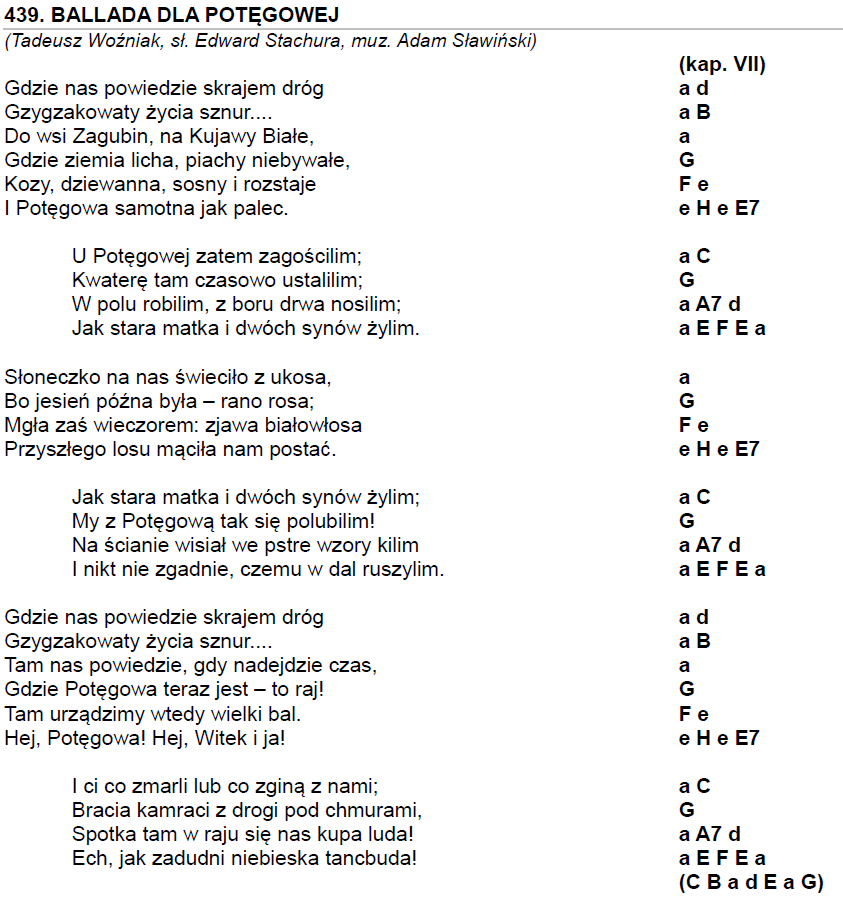 439. BALLADA DLA POTĘGOWEJ
(Tadeusz Woźniak, sł. Edward Stachura, muz. Adam Sławiński)
(kap. VII)
Gdzie nas powiedzie skrajem dróg a d
Gzygzakowaty życia sznur.... a B
Do wsi Zagubin, na Kujawy Białe, a
Gdzie ziemia licha, piachy niebywałe, G
Kozy, dziewanna, sosny i rozstaje F e
I Potęgowa samotna jak palec. e H e E7

U Potęgowej zatem zagościlim; a C
Kwaterę tam czasowo ustalilim; G
W polu robilim, z boru drwa nosilim; a A7 d
Jak stara matka i dwóch synów żylim. a E F E a

Słoneczko na nas świeciło z ukosa, a
Bo jesień późna była – rano rosa; G
Mgła zaś wieczorem: zjawa białowłosa F e
Przyszłego losu mąciła nam postać. e H e E7

Jak stara matka i dwóch synów żylim; a C
My z Potęgową tak się polubilim! G
Na ścianie wisiał we pstre wzory kilim a A7 d
I nikt nie zgadnie, czemu w dal ruszylim. a E F E a

Gdzie nas powiedzie skrajem dróg a d
Gzygzakowaty życia sznur.... a B
Tam nas powiedzie, gdy nadejdzie czas, a
Gdzie Potęgowa teraz jest – to raj! G
Tam urządzimy wtedy wielki bal. F e
Hej, Potęgowa! Hej, Witek i ja! e H e E7

I ci co zmarli lub co zginą z nami; a C
Bracia kamraci z drogi pod chmurami, G
Spotka tam w raju się nas kupa luda! a A7 d
Ech, jak zadudni niebieska tancbuda! a E F E a
(C B a d E a G)